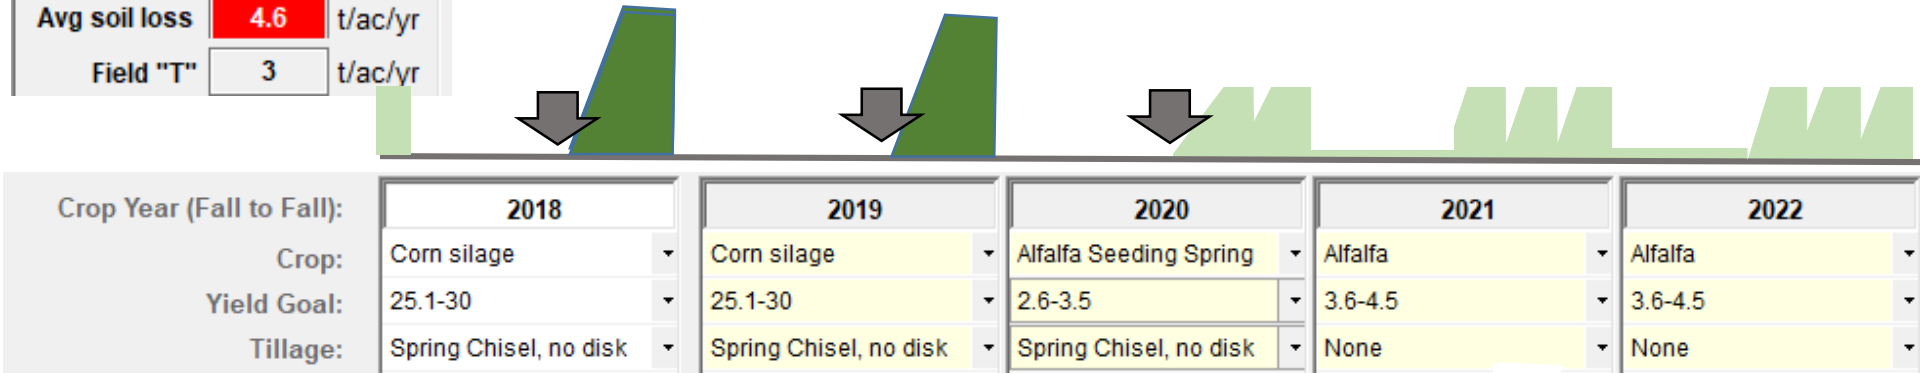 Avg soil loss 4.6 t/ac/yr
Field "T" 3 t/ac/yr
Crop Year (Fall to Fall): 2018 2019 2020 2021 2022
Crop: Corn silage Corn silage Alfalfa Seeding Spring Alfalfa Alfalfa
Yield Goal: 25.1-30 25.1-30 2.6-3.5 3.6-4.5 3.6-4.5
Tillage: Spring Chisel, no disk Spring Chisel, no disk Spring Chisel, no disk None None